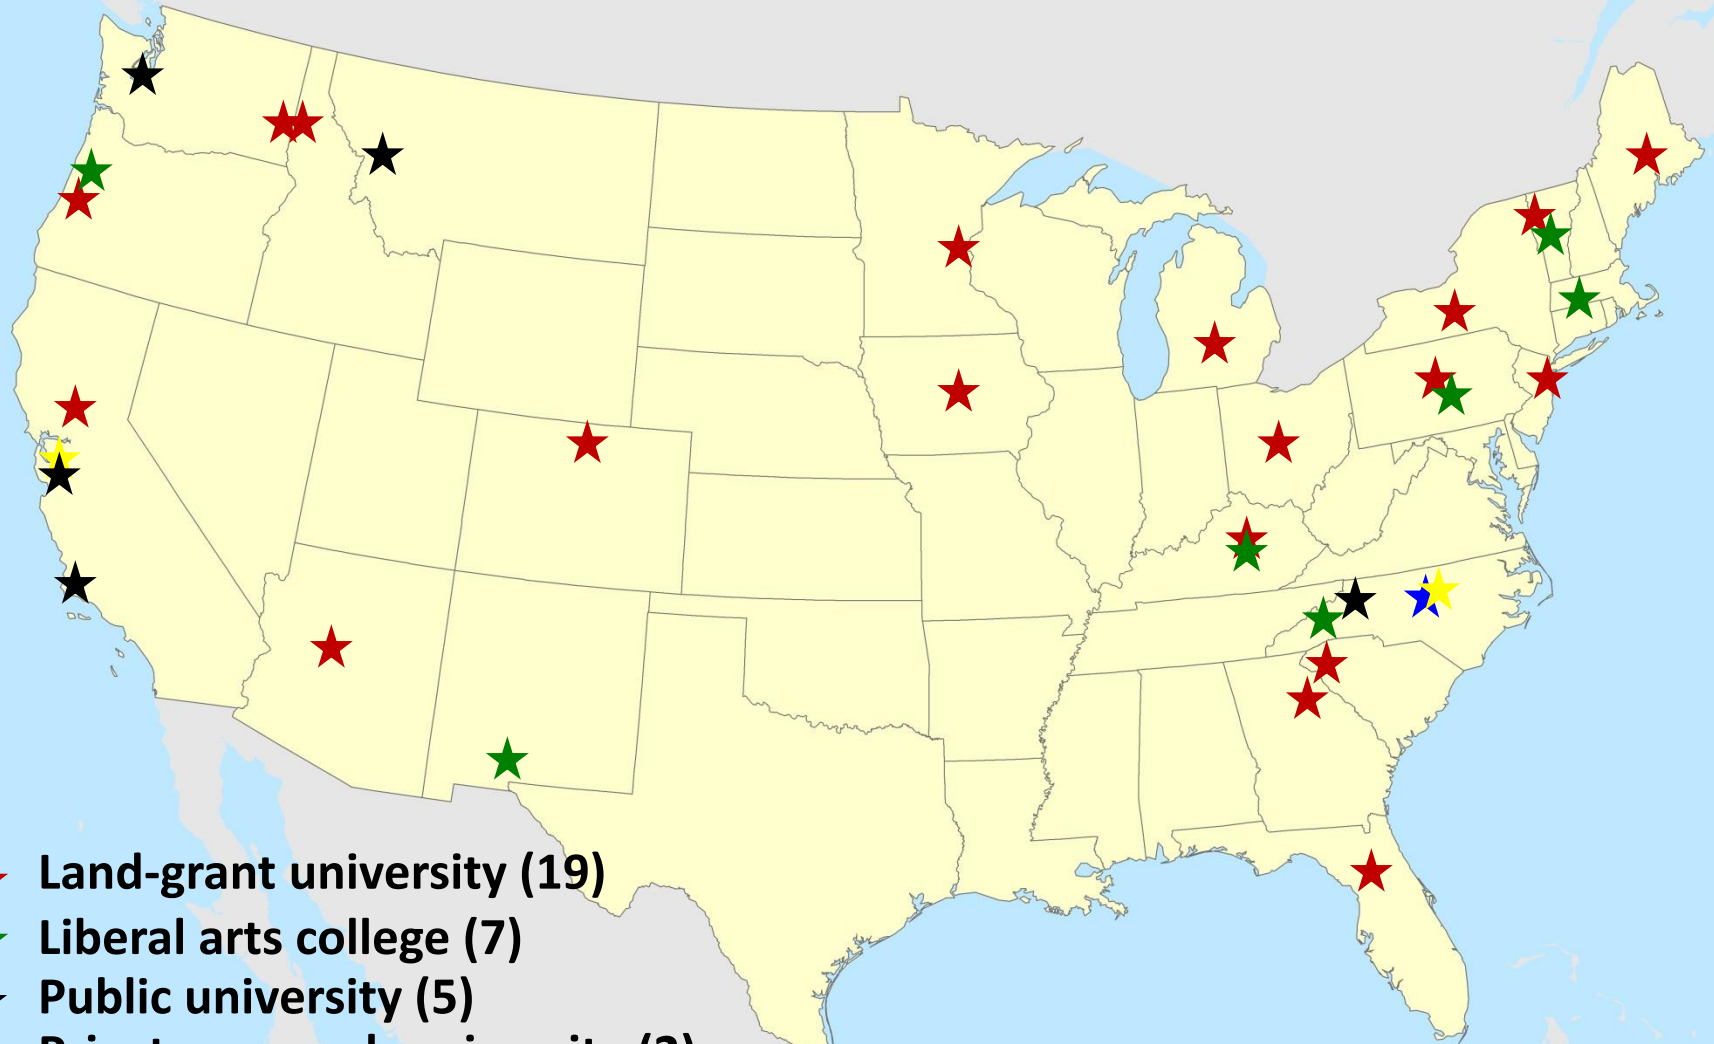 Land-grant university (19)
Liberal arts college (7)
Public university (5)